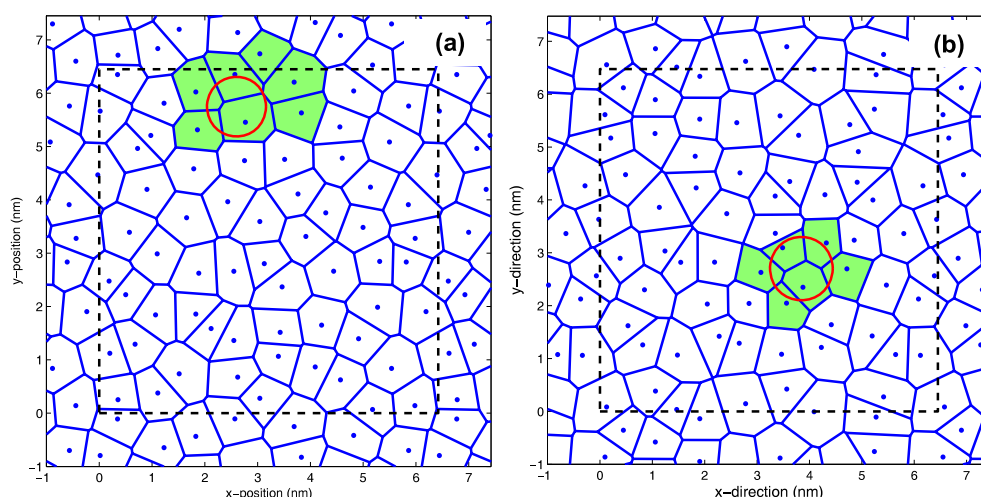 (a)
7
6
5
4
3
2
1
0
−1
y−position (nm)
−1 0 1 2 3 4 5 6 7
x−position (nm)
(b)
7
6
5
4
3
2
1
0
−1
y−direction (nm)
−1 0 1 2 3 4 5 6 7
x−direction (nm)